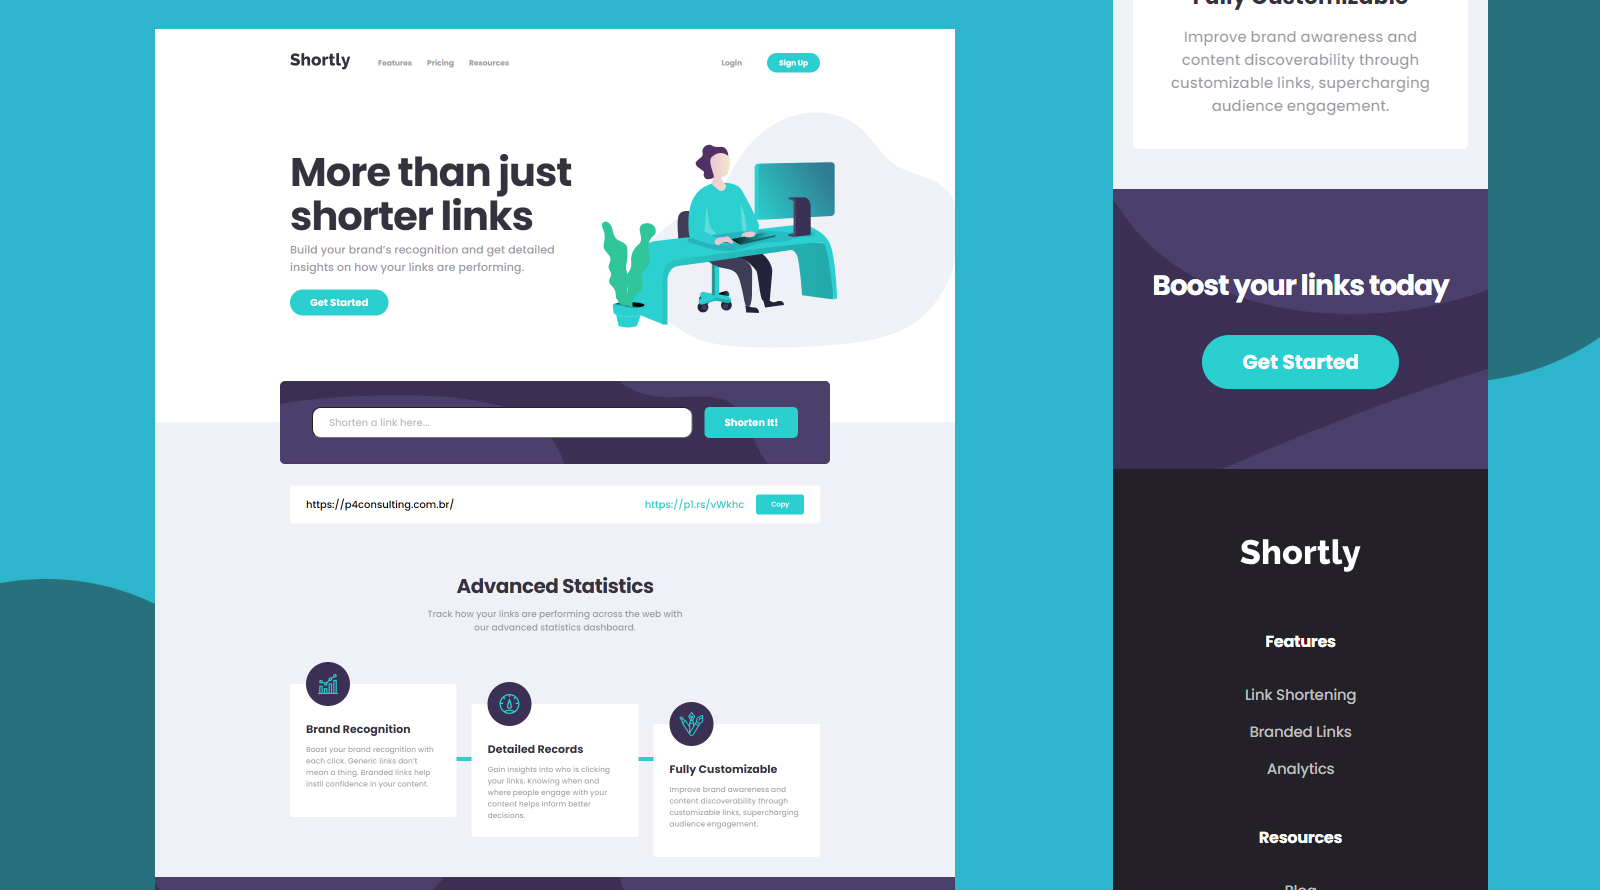 Shortly
Features
Pricing
Resources
Login
Sign Up
More than just
shorter links
Build your brand’s recognition and get detailed
insights on how your links are performing.
Get Started
Shorten a link here...
Shorten It!
https://p4consulting.com.br/
https://p1.rs/vWkhc
Copy
Advanced Statistics
Track how your links are performing across the web with
our advanced statistics dashboard.
Brand Recognition
Boost your brand recognition with
each click. Generic links don’t
mean a thing. Branded links help
instil confidence in your content.
Detailed Records
Gain insights into who is clicking
your links. Knowing when and
where people engage with your
content helps inform better
decisions.
Fully Customizable
Improve brand awareness and
content discoverability through
customizable links, supercharging
audience engagement.
Fully Customizable
Improve brand awareness and
content discoverability through
customizable links, supercharging
audience engagement.
Boost your links today
Get Started
Shortly
Features
Link Shortening
Branded Links
Analytics
Resources
Blog